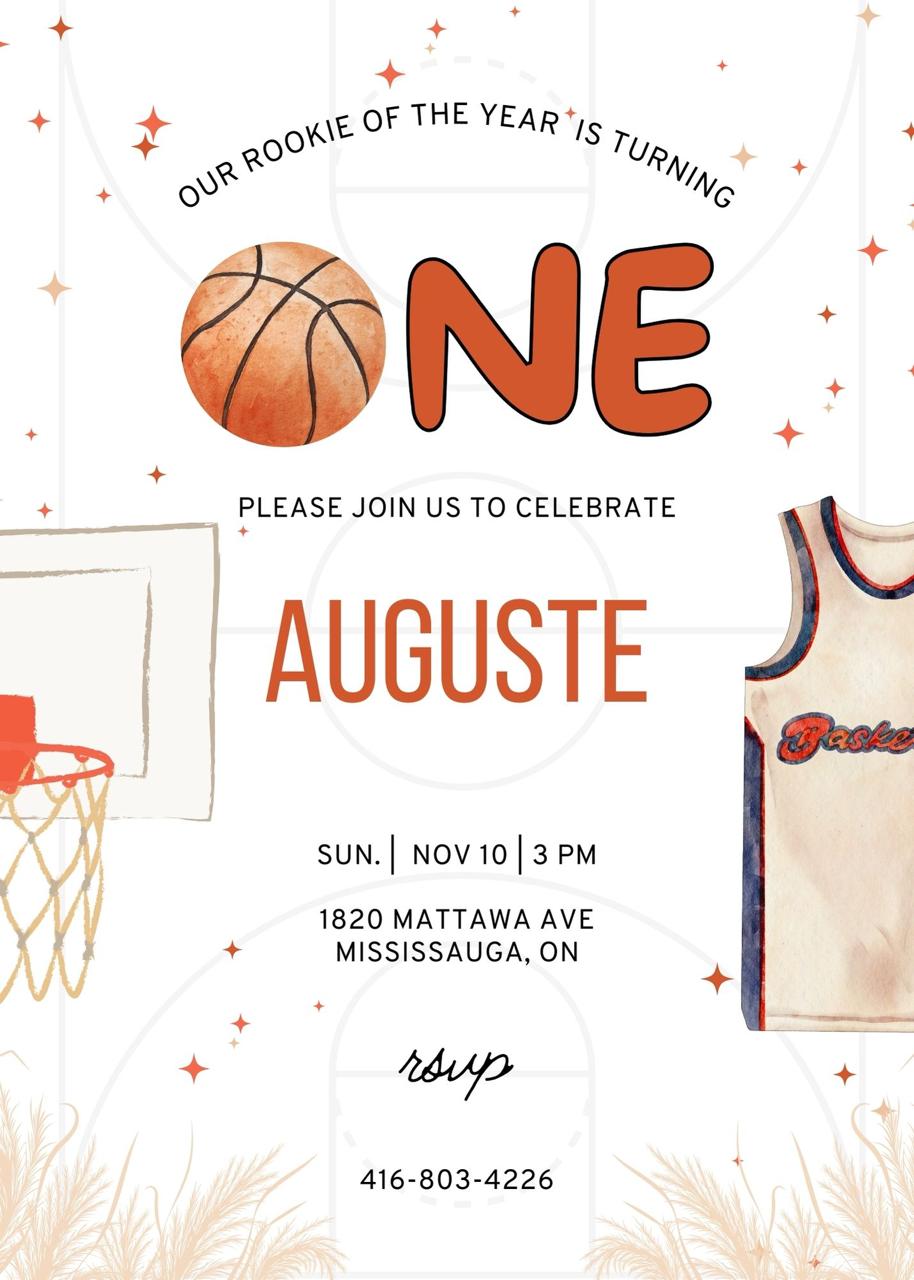 OUR ROOKIE OF THE YEAR IS TURNING
ONE
PLEASE JOIN US TO CELEBRATE
AUGUSTE
SUN. | NOV 10 | 3 PM
1820 MATTAWA AVE
MISSISSAUGA, ON
rsvp
416-803-4226